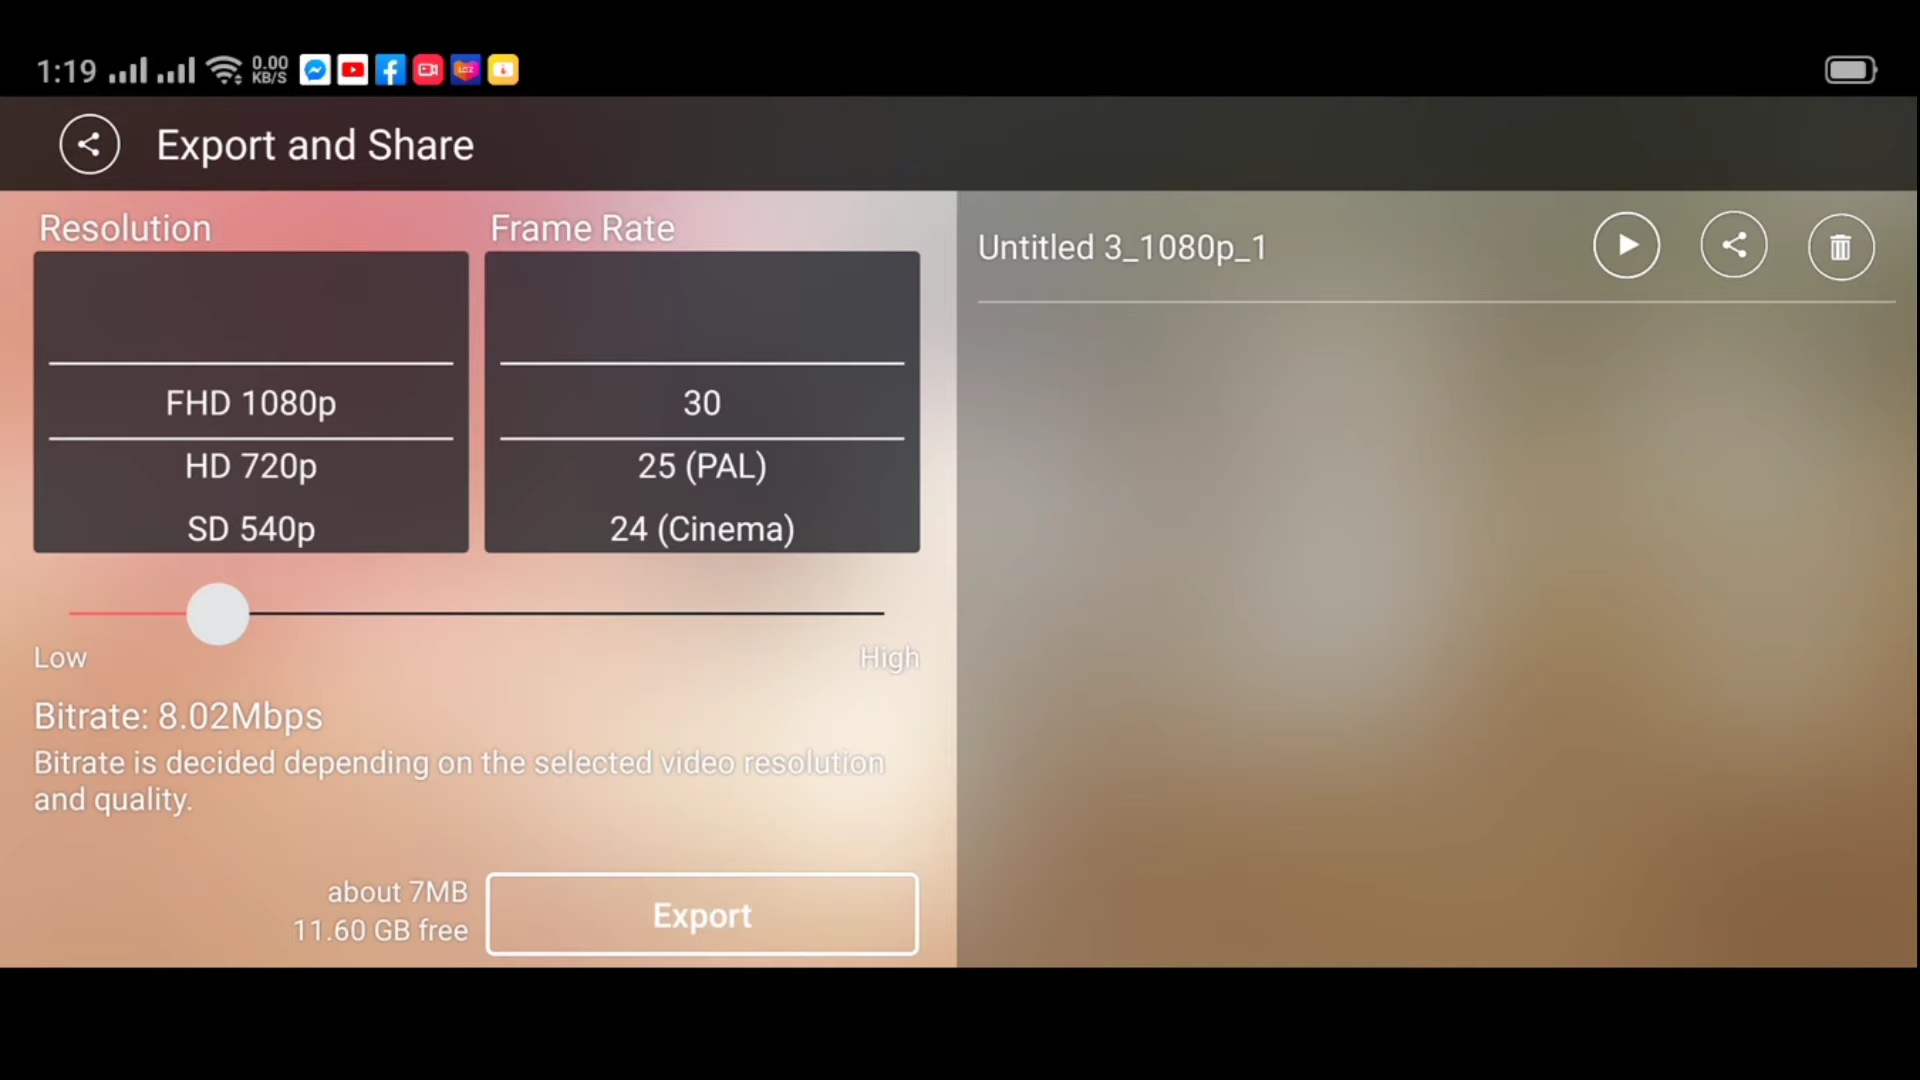 1:19
0.00
KB/S
Export and Share
Resolution
Frame Rate
FHD 1080p
HD 720p
SD 540p
30
25 (PAL)
24 (Cinema)
Low
High
Bitrate: 8.02Mbps
Bitrate is decided depending on the selected video resolution
and quality.
about 7MB
11.60 GB free
Export
Untitled 3_1080p_1